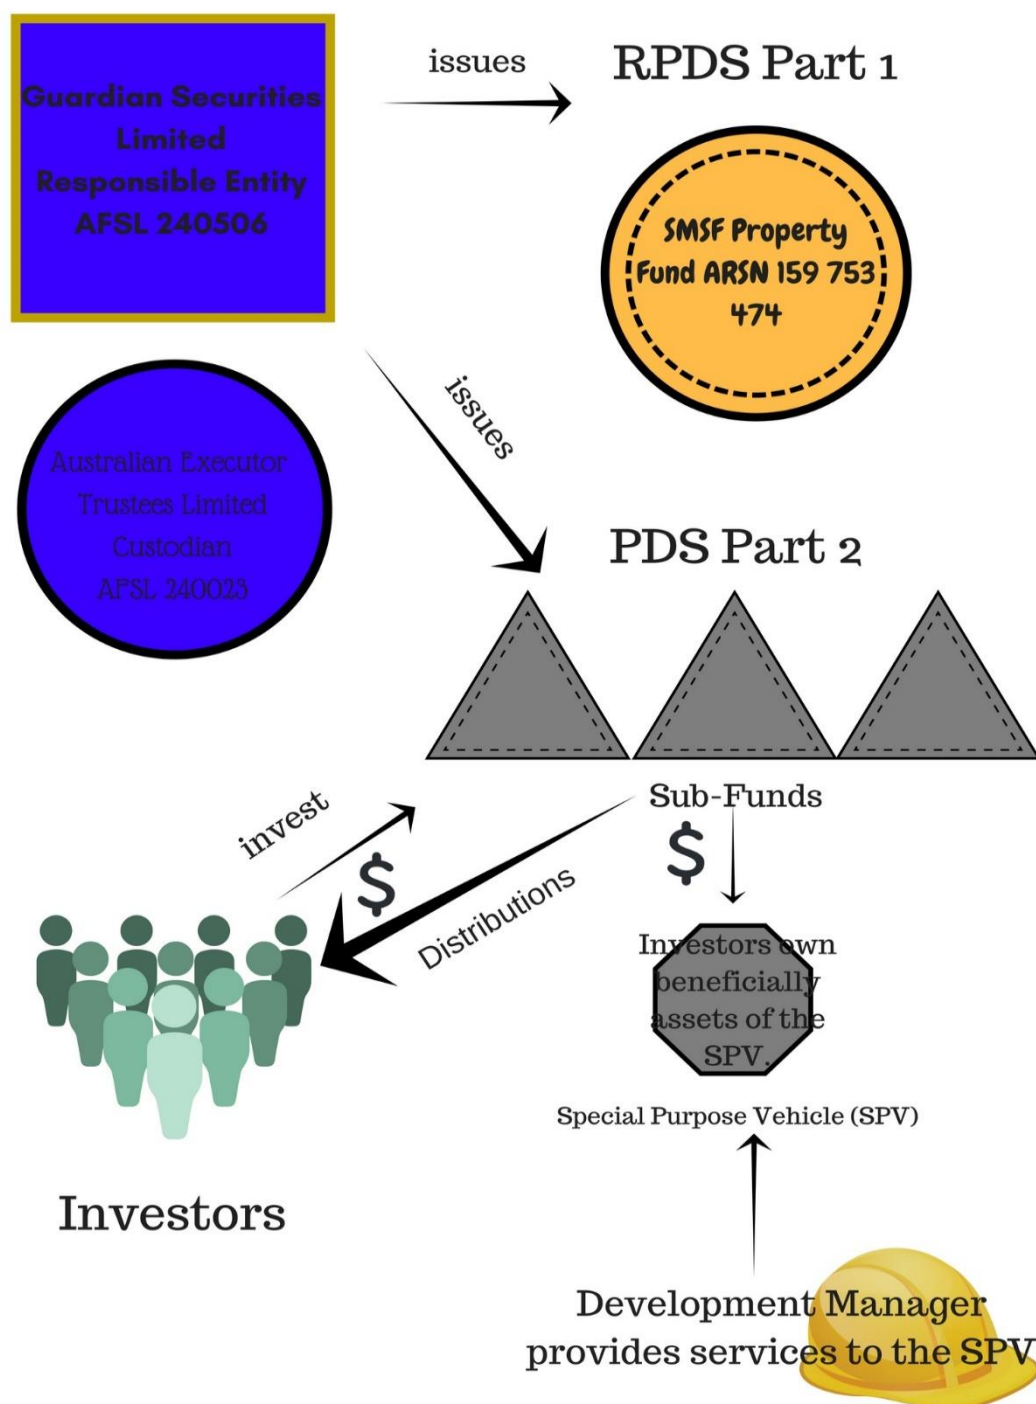 Guardian Securities
Limited
Responsible Entity
AFSL 240506
issues
RPDS Part 1
SMSF Property
Fund ARSN 159 753
474
Australian Executor
Trustees Limited
Custodian
AFSL 240023
issues
PDS Part 2
Sub-Funds
invest
$
$
Distributions
Investors own
beneficially
assets of the
SPV.
Special Purpose Vehicle (SPV)
Investors
Development Manager
provides services to the SPV